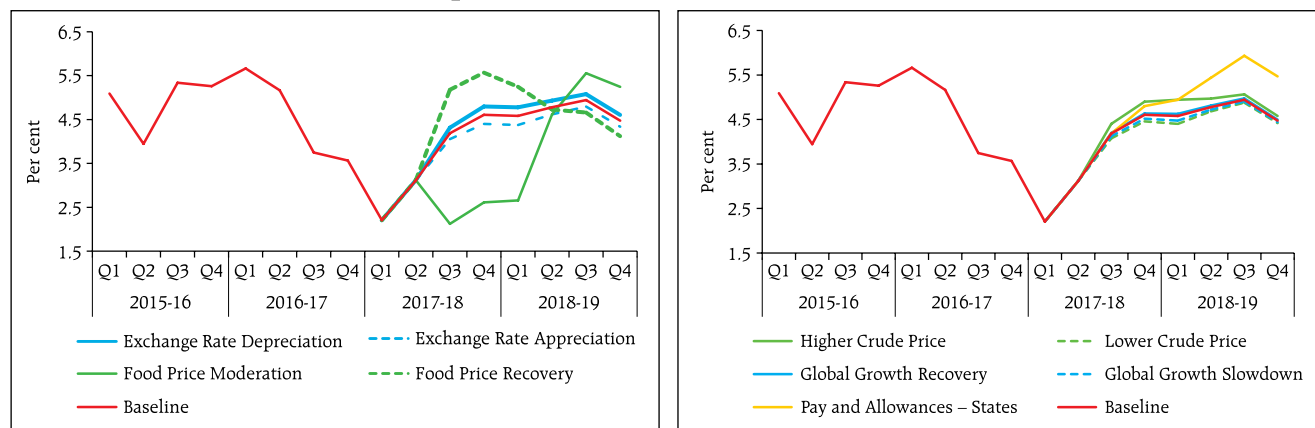 6.5
5.5
4.5
3.5
2.5
1.5
Per cent
Q1 Q2 Q3 Q4 Q1 Q2 Q3 Q4 Q1 Q2 Q3 Q4 Q1 Q2 Q3 Q4
2015-16 2016-17 2017-18 2018-19
Exchange Rate Depreciation Exchange Rate Appreciation
Food Price Moderation Food Price Recovery
Baseline
6.5
5.5
4.5
3.5
2.5
1.5
Per cent
Q1 Q2 Q3 Q4 Q1 Q2 Q3 Q4 Q1 Q2 Q3 Q4 Q1 Q2 Q3 Q4
2015-16 2016-17 2017-18 2018-19
Higher Crude Price Lower Crude Price
Global Growth Recovery Global Growth Slowdown
Pay and Allowances – States Baseline